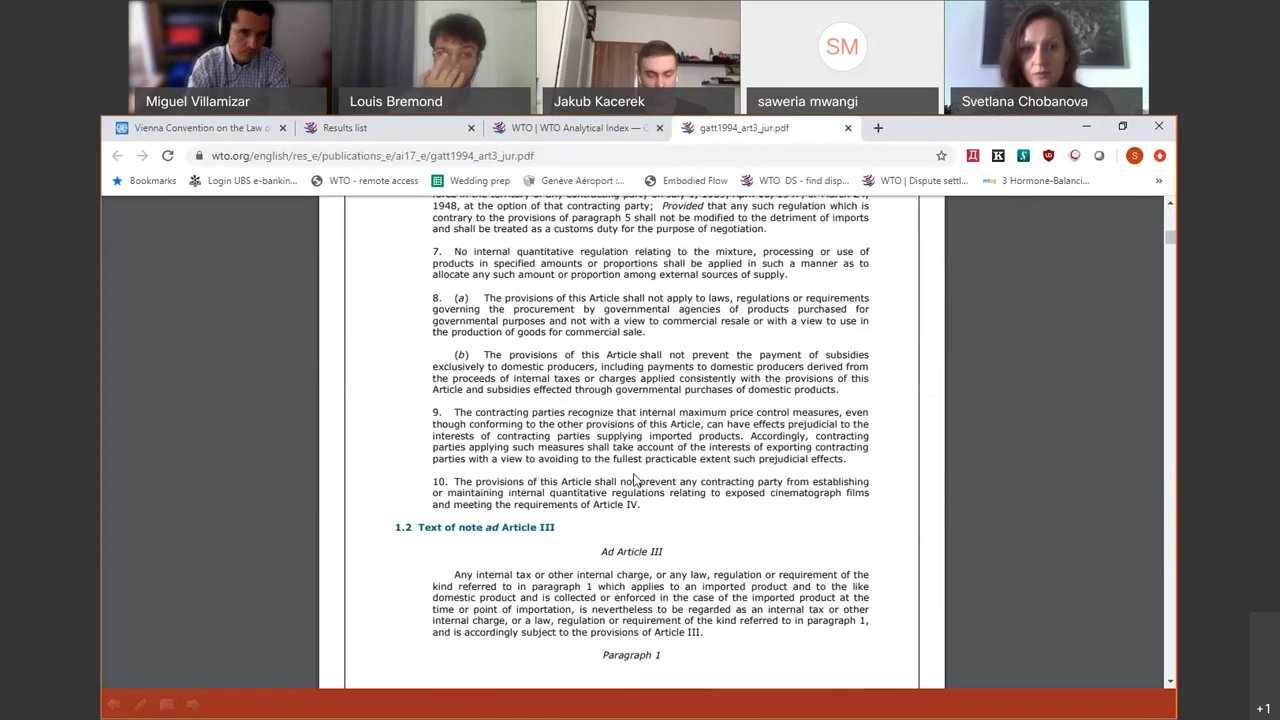 SM
Miguel Villamizar
Louis Bremond
Jakub Kacerek
saweria mwangi
Svetlana Chobanova
Vienna Convention on the Law o
Results list
WTO | WTO Analytical Index —
gatt1994_art3_jur.pdf
wto.org/english/res_e/publications_e/ai17_e/gatt1994_art3_jur.pdf
S
Bookmarks
Login UBS e-bankin...
WTO - remote access
Wedding prep
Genève Aéroport :...
Embodied Flow
WTO DS - find disp...
WTO | Dispute settl...
3 Hormone-Balanci...
1948, at the option of that contracting party; Provided that any such regulation which is
contrary to the provisions of paragraph 5 shall not be modified to the detriment of imports
and shall be treated as a customs duty for the purpose of negotiation.
7. No internal quantitative regulation relating to the mixture, processing or use of
products in specified amounts or proportions shall be applied in such a manner as to
allocate any such amount or proportion among external sources of supply.
8. (a) The provisions of this Article shall not apply to laws, regulations or requirements
governing the procurement by governmental agencies of products purchased for
governmental purposes and not with a view to commercial resale or with a view to use in
the production of goods for commercial sale.
(b) The provisions of this Article shall not prevent the payment of subsidies
exclusively to domestic producers, including payments to domestic producers derived from
the proceeds of internal taxes or charges applied consistently with the provisions of this
Article and subsidies effected through governmental purchases of domestic products.
9. The contracting parties recognize that internal maximum price control measures, even
though conforming to the other provisions of this Article, can have effects prejudicial to the
interests of contracting parties supplying imported products. Accordingly, contracting
parties applying such measures shall take account of the interests of exporting contracting
parties with a view to avoiding to the fullest practicable extent such prejudicial effects.
10. The provisions of this Article shall not prevent any contracting party from establishing
or maintaining internal quantitative regulations relating to exposed cinematograph films
and meeting the requirements of Article IV.
1.2 Text of note ad Article III
Ad Article III
Any internal tax or other internal charge, or any law, regulation or requirement of the
kind referred to in paragraph 1 which applies to an imported product and to the like
domestic product and is collected or enforced in the case of the imported product at the
time or point of importation, is nevertheless to be regarded as an internal tax or other
internal charge, or a law, regulation or requirement of the kind referred to in paragraph 1,
and is accordingly subject to the provisions of Article III.
Paragraph 1
+1